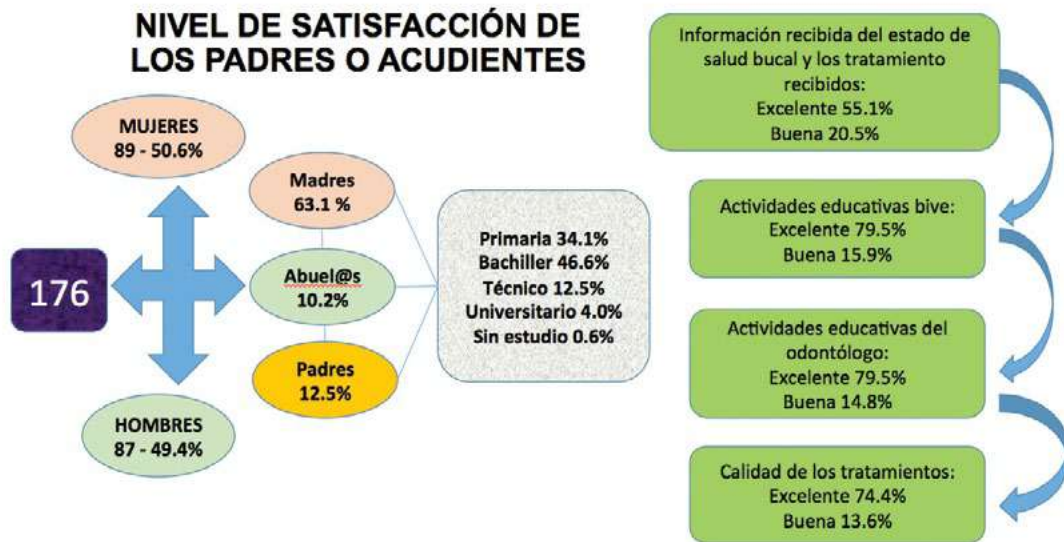 NIVEL DE SATISFACCIÓN DE
LOS PADRES O ACUDIENTES
MUJERES
89 - 50.6%
176
HOMBRES
87 - 49.4%
Madres
63.1 %
Abuel@s
10.2%
Padres
12.5%
Primaria 34.1%
Bachiller 46.6%
Técnico 12.5%
Universitario 4.0%
Sin estudio 0.6%
Información recibida del estado de
salud bucal y los tratamiento
recibidos:
Excelente 55.1%
Buena 20.5%
Actividades educativas bive:
Excelente 79.5%
Buena 15.9%
Actividades educativas del
odontólogo:
Excelente 79.5%
Buena 14.8%
Calidad de los tratamientos:
Excelente 74.4%
Buena 13.6%